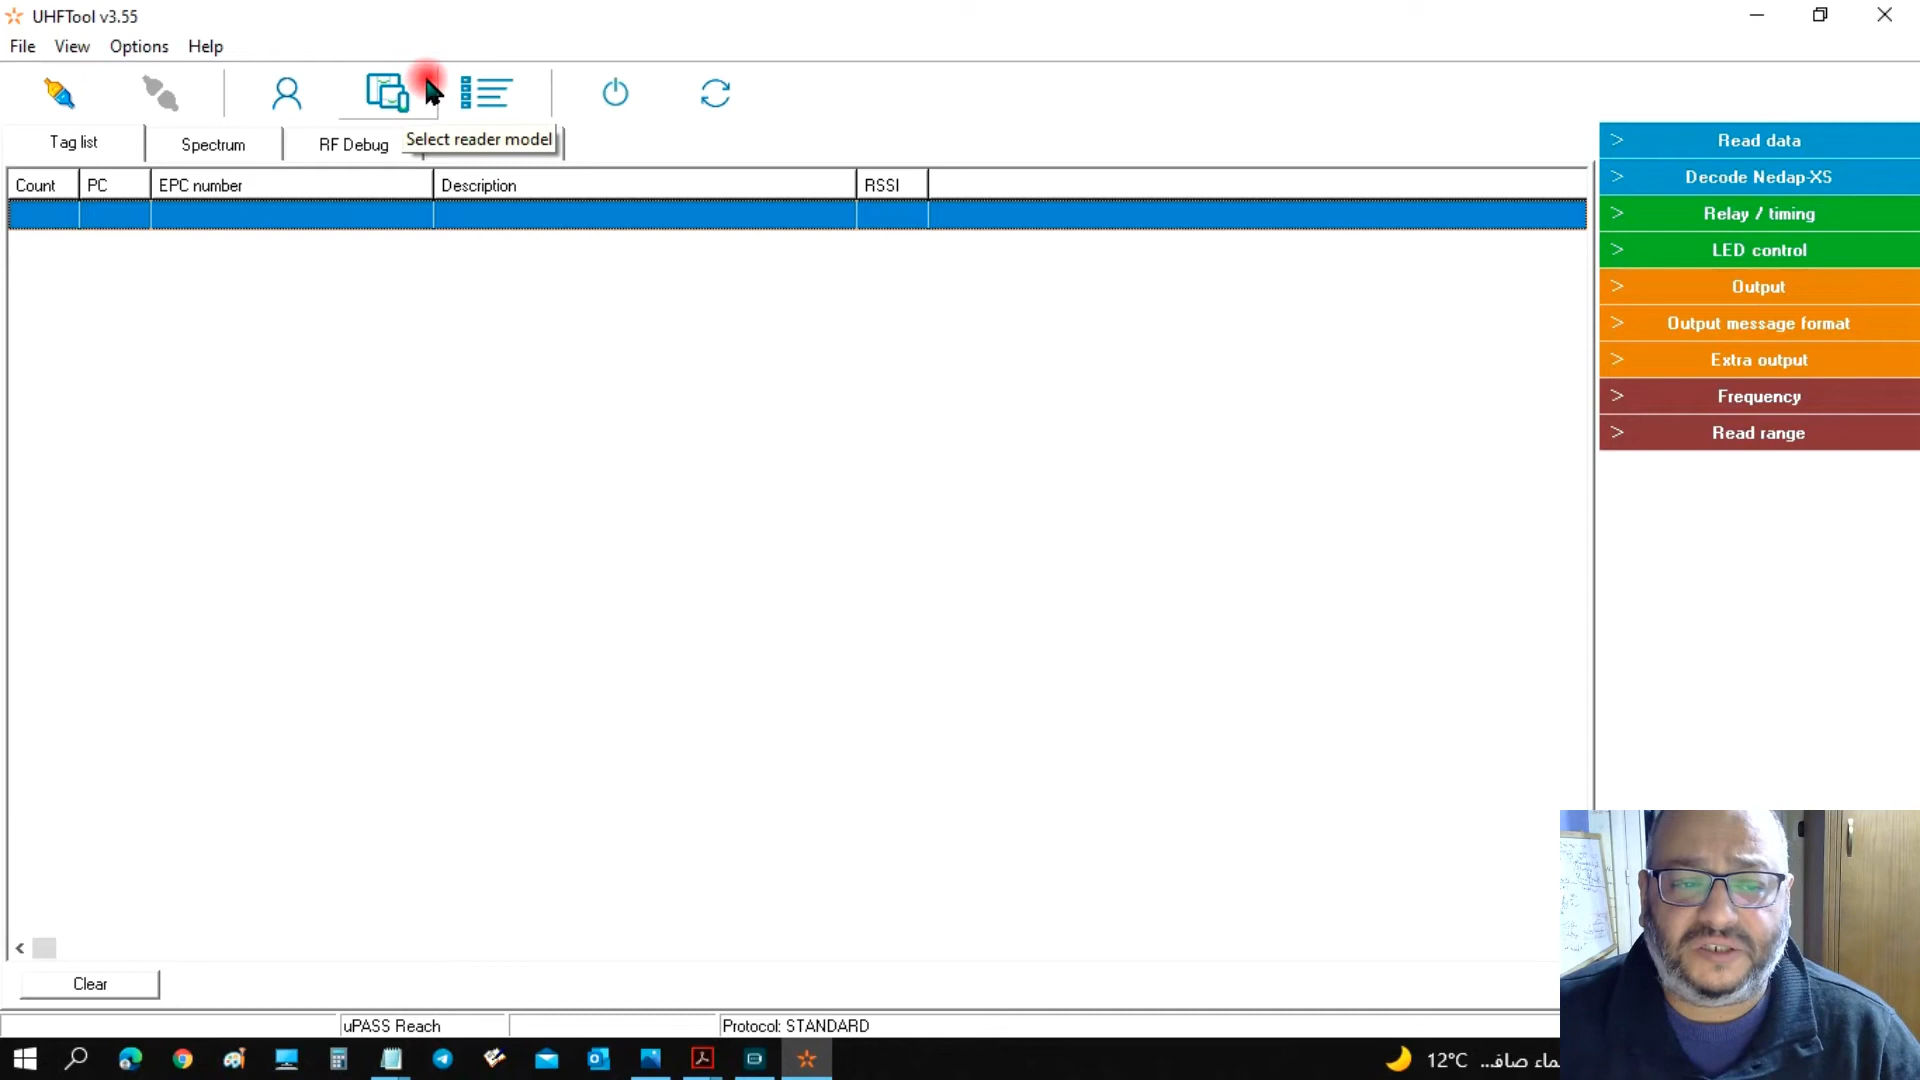 UHFTool v3.55
File View Options Help
Select reader model
Tag list Spectrum RF Debug
Count PC EPC number Description RSSI
> Read data
> Decode Nedap-XS
> Relay / timing
> LED control
> Output
> Output message format
> Extra output
> Frequency
> Read range
Clear
uPASS Reach Protocol: STANDARD
12°C ...ماء صافـ